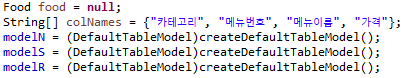 Food food = null;
String[] colNames = {"카테고리", "메뉴번호", "메뉴이름", "가격"};
modelN = (DefaultTableModel)createDefaultTableModel();
modelS = (DefaultTableModel)createDefaultTableModel();
modelR = (DefaultTableModel)createDefaultTableModel();